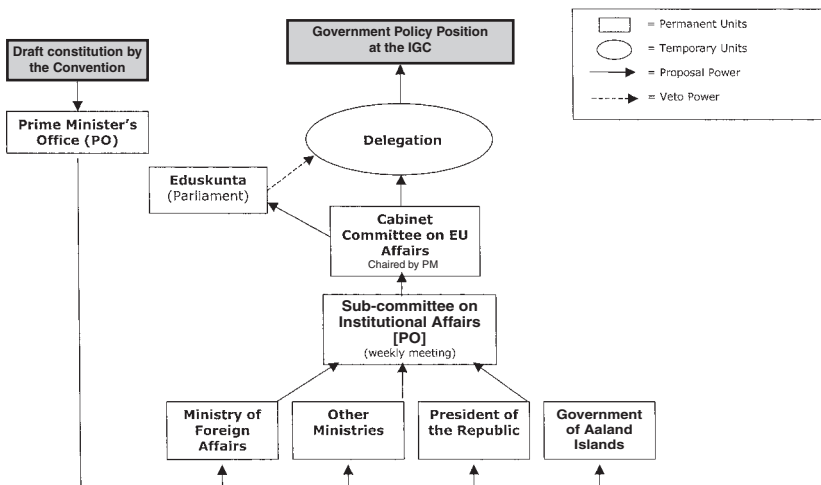 Draft constitution by
the Convention
Government Policy Position
at the IGC
= Permanent Units
= Temporary Units
= Proposal Power
= Veto Power
Prime Minister's
Office (PO)
Delegation
Eduskunta
(Parliament)
Cabinet
Committee on EU
Affairs
Chaired by PM
Sub-committee on
Institutional Affairs
[PO]
(weekly meeting)
Ministry of
Foreign
Affairs
Other
Ministries
President of
the Republic
Government
of Aaland
Islands